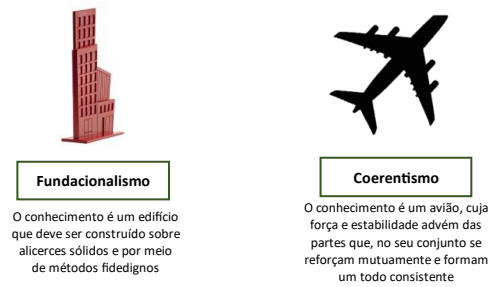 Fundacionalismo
O conhecimento é um edifício
que deve ser construído sobre
alicerces sólidos e por meio
de métodos fidedignos
Coerentismo
O conhecimento é um avião, cuja
força e estabilidade advém das
partes que, no seu conjunto se
reforçam mutuamente e formam
um todo consistente